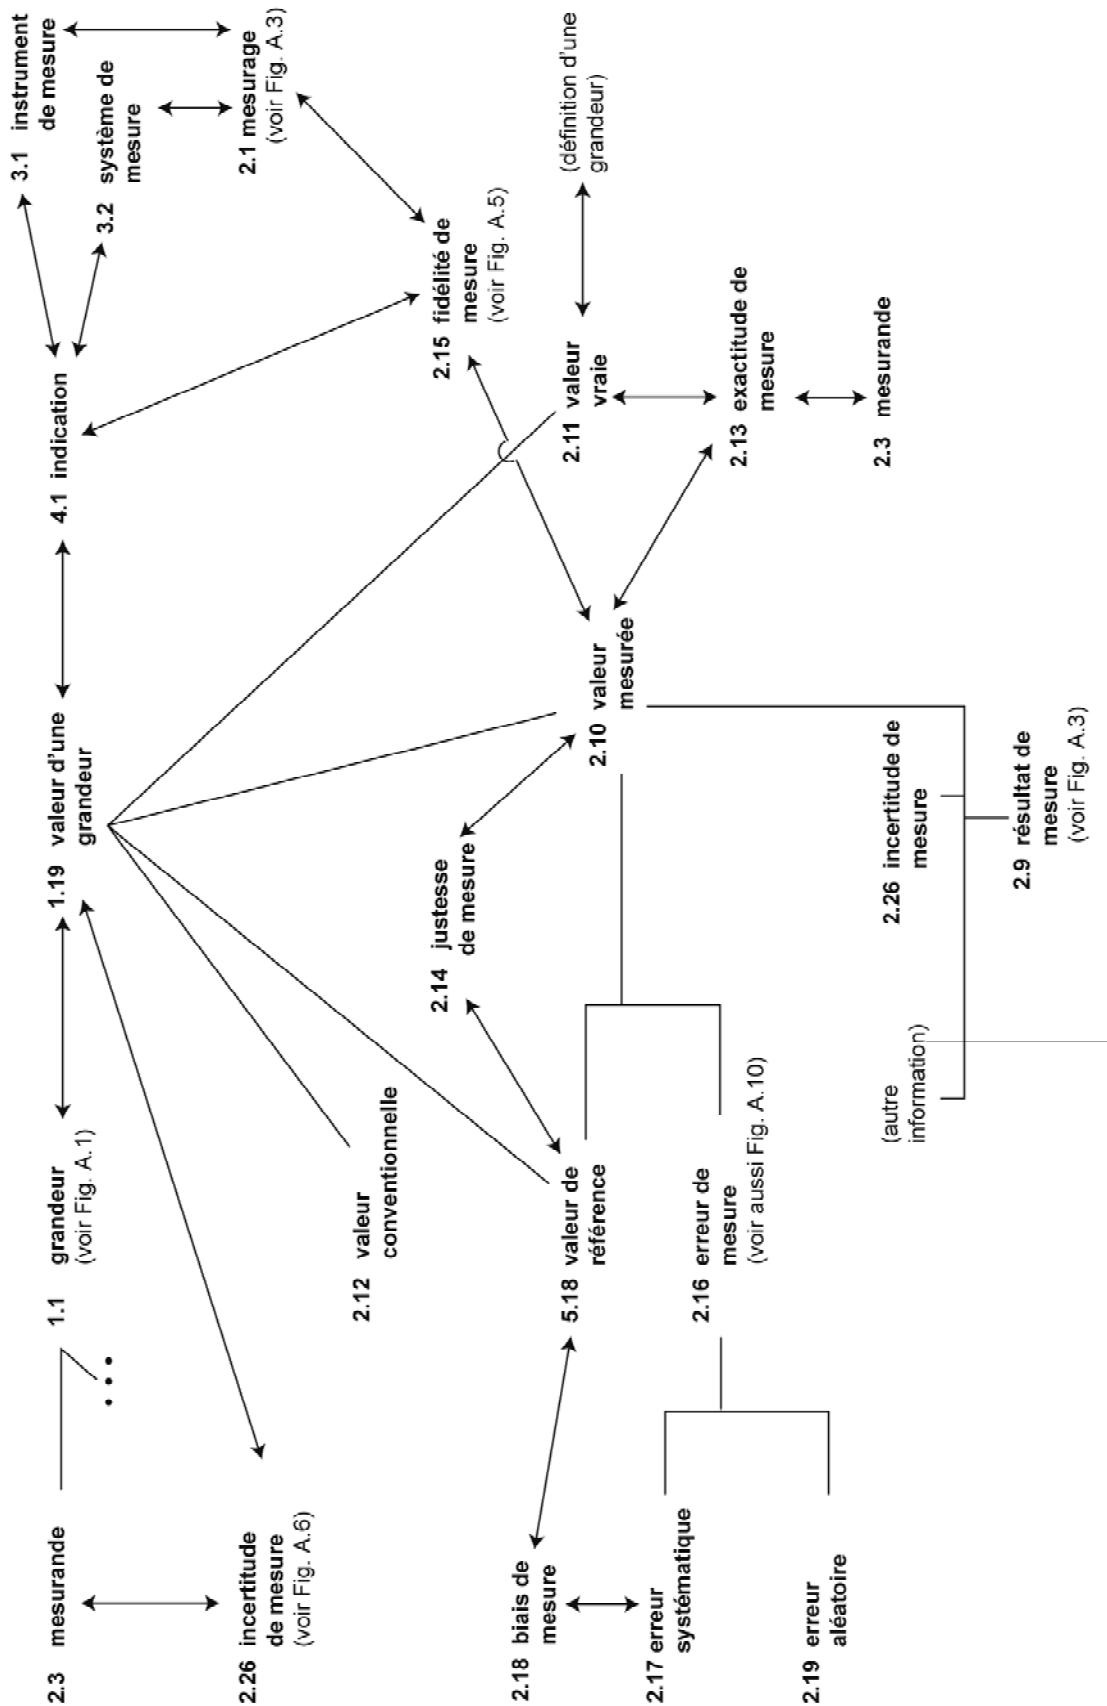 2.3 mesurande
2.26 incertitude
de mesure
(voir Fig. A.6)
1.1 grandeur
(voir Fig. A.1)
• • •
1.19 valeur d'une
grandeur
4.1 indication
3.1 instrument
de mesure
3.2 système de
mesure
2.1 mesurage
(voir Fig. A.3)
2.12 valeur
conventionnelle
2.14 justesse
de mesure
2.15 fidélité de
mesure
(voir Fig. A.5)
2.18 biais de
mesure
5.18 valeur de
référence
2.10 valeur
mesurée
2.11 valeur
vraie
(définition d'une
grandeur)
2.17 erreur
systématique
2.16 erreur de
mesure
(voir aussi Fig. A.10)
2.13 exactitude de
mesure
2.19 erreur
aléatoire
2.3 mesurande
(autre
information)
2.26 incertitude de
mesure
2.9 résultat de
mesure
(voir Fig. A.3)